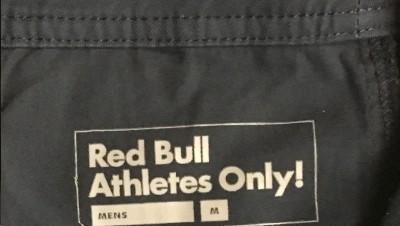 Red Bull
Athletes Only!
MENS M